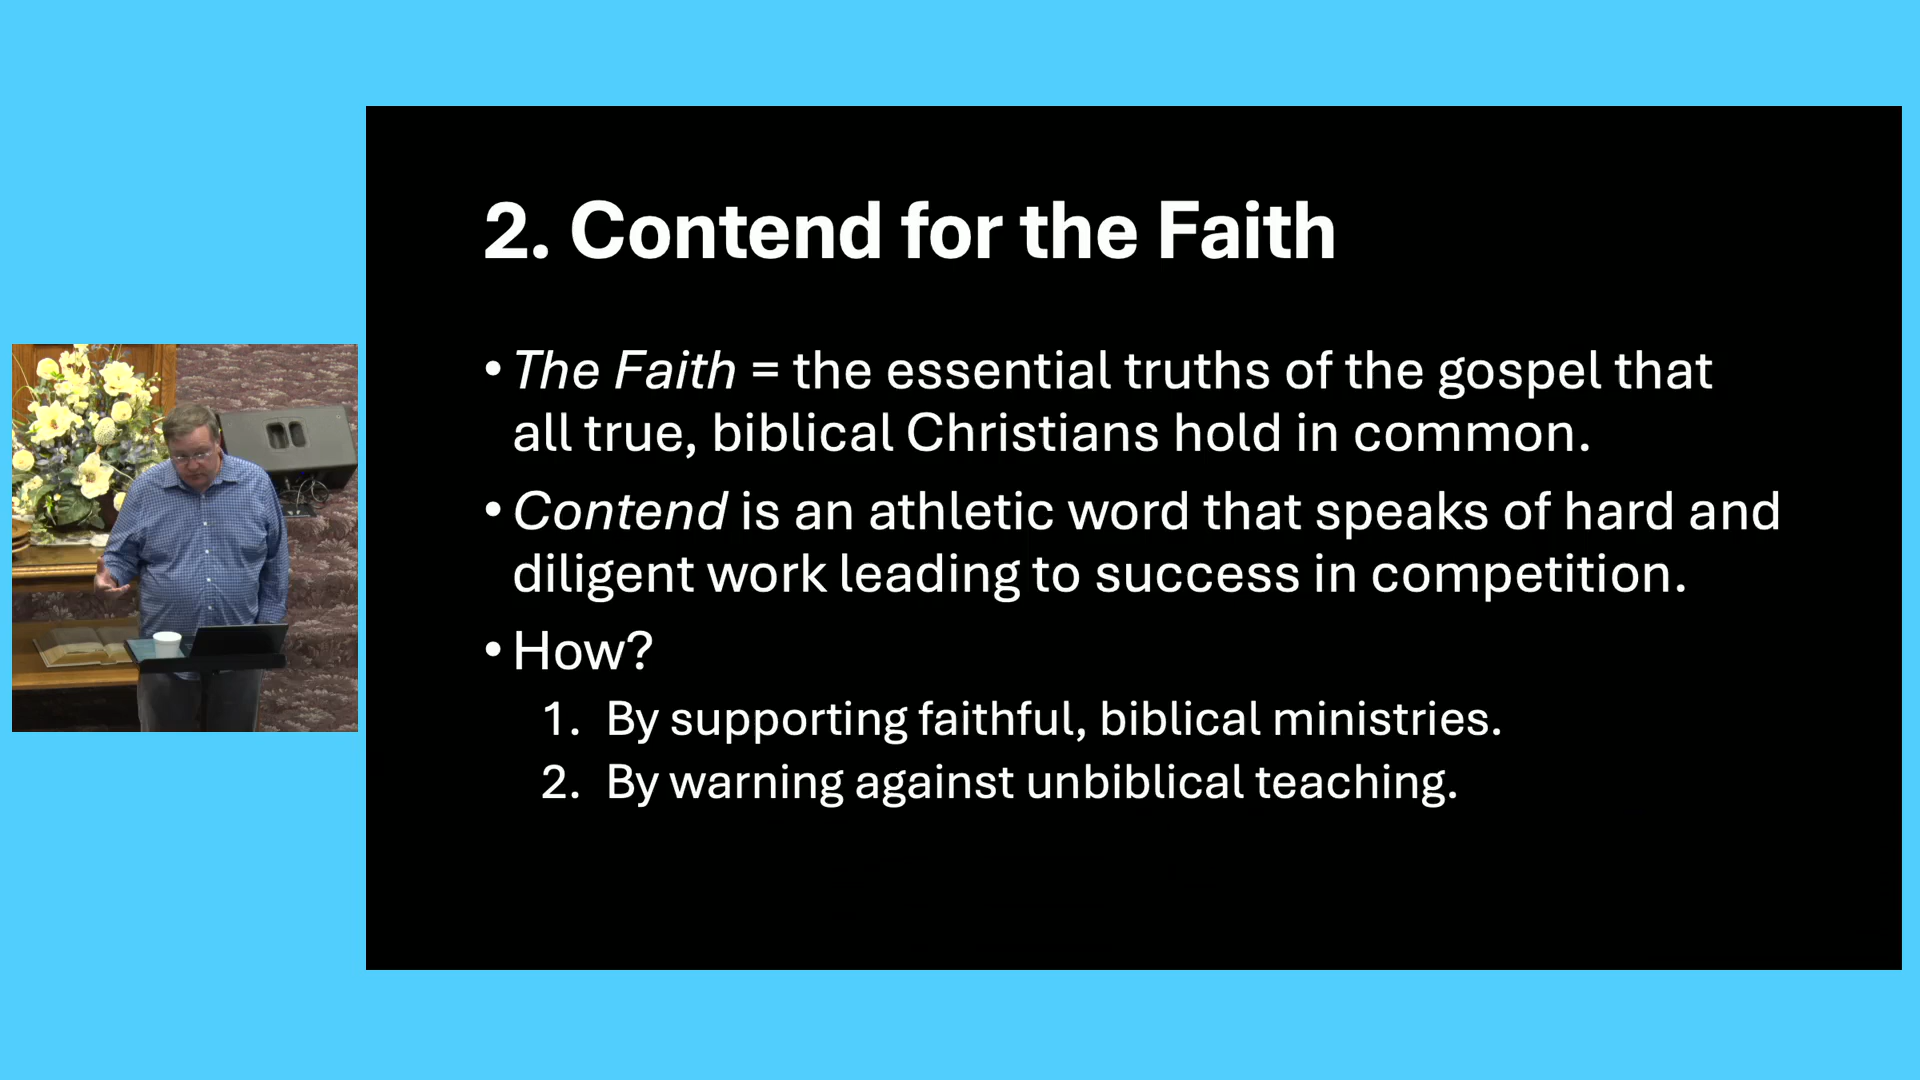 2. Contend for the Faith
• The Faith = the essential truths of the gospel that
all true, biblical Christians hold in common.
• Contend is an athletic word that speaks of hard and
diligent work leading to success in competition.
• How?
1. By supporting faithful, biblical ministries.
2. By warning against unbiblical teaching.